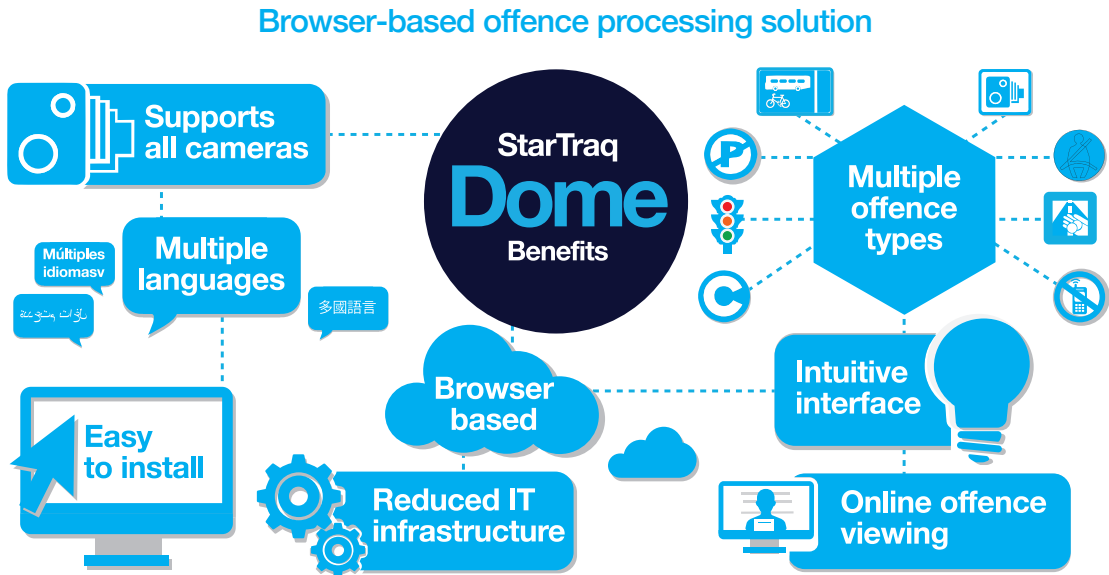 Browser-based offence processing solution
Supports
all cameras
StarTraq
Dome
Benefits
Multiple
offence
types
Multiple
languages
Múltiples
idiomasv
多國語言
Easy
to install
Browser
based
Intuitive
interface
Reduced IT
infrastructure
Online offence
viewing
P
C